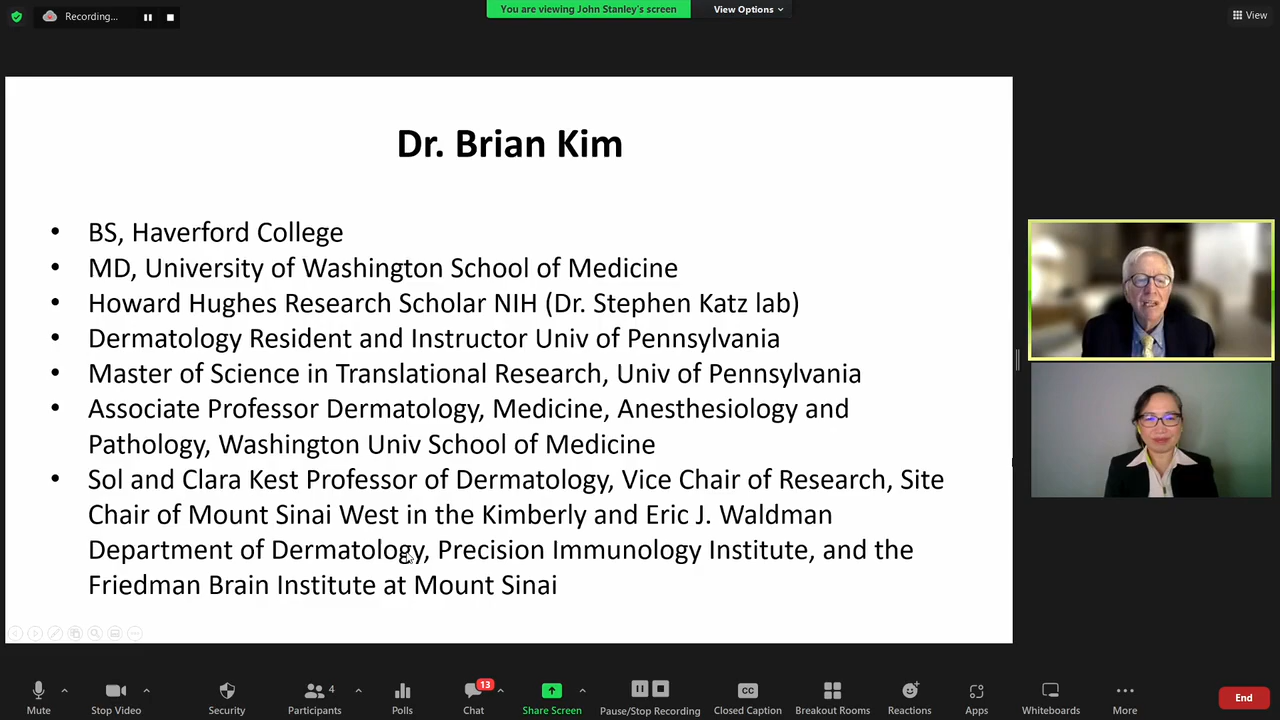 Recording...
You are viewing John Stanley's screen
View Options
View
Dr. Brian Kim
• BS, Haverford College
• MD, University of Washington School of Medicine
• Howard Hughes Research Scholar NIH (Dr. Stephen Katz lab)
• Dermatology Resident and Instructor Univ of Pennsylvania
• Master of Science in Translational Research, Univ of Pennsylvania
• Associate Professor Dermatology, Medicine, Anesthesiology and
Pathology, Washington Univ School of Medicine
• Sol and Clara Kest Professor of Dermatology, Vice Chair of Research, Site
Chair of Mount Sinai West in the Kimberly and Eric J. Waldman
Department of Dermatology, Precision Immunology Institute, and the
Friedman Brain Institute at Mount Sinai
4
13
CC
Mute
Stop Video
Security
Participants
Polls
Chat
Share Screen
Pause/Stop Recording
Closed Caption
Breakout Rooms
Reactions
Apps
Whiteboards
More
End